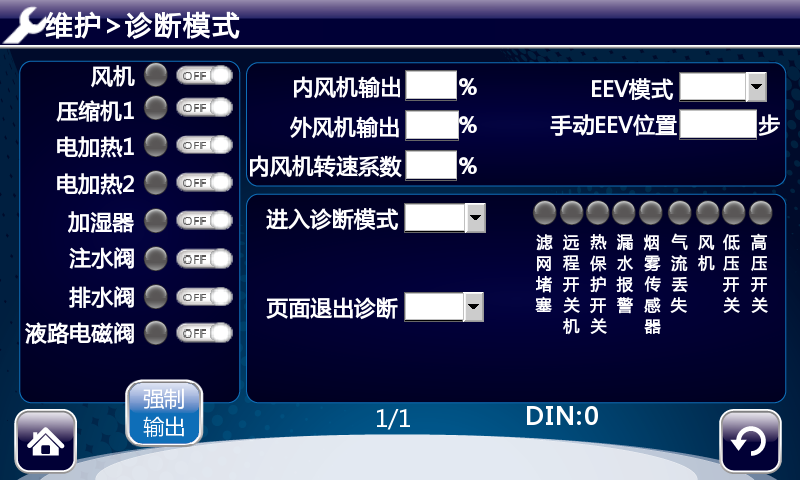 维护>诊断模式
风机 OFF
压缩机1 OFF
电加热1 OFF
电加热2 OFF
加湿器 OFF
注水阀 OFF
排水阀 OFF
液路电磁阀 OFF
内风机输出 %
外风机输出 %
内风机转速系数 %
EEV模式
手动EEV位置 步
进入诊断模式
页面退出诊断
滤网堵塞
远程开关机
热保护开关
漏水报警
烟雾传感器
气流丢失
风机
低压开关
高压开关
强制
输出
1/1
DIN:0